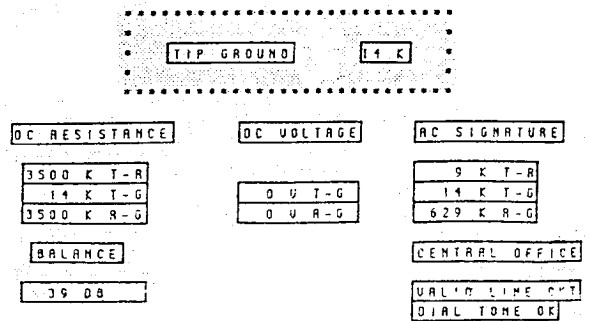 TIP GROUND 14 K
DC RESISTANCE
3500 K T-R
14 K T-G
3500 K R-G
BALANCE
39 DB
DC VOLTAGE
0 V T-G
0 V R-G
AC SIGNATURE
9 K T-R
14 K T-G
629 K R-G
CENTRAL OFFICE
VALID LINE CKT
DIAL TONE OK